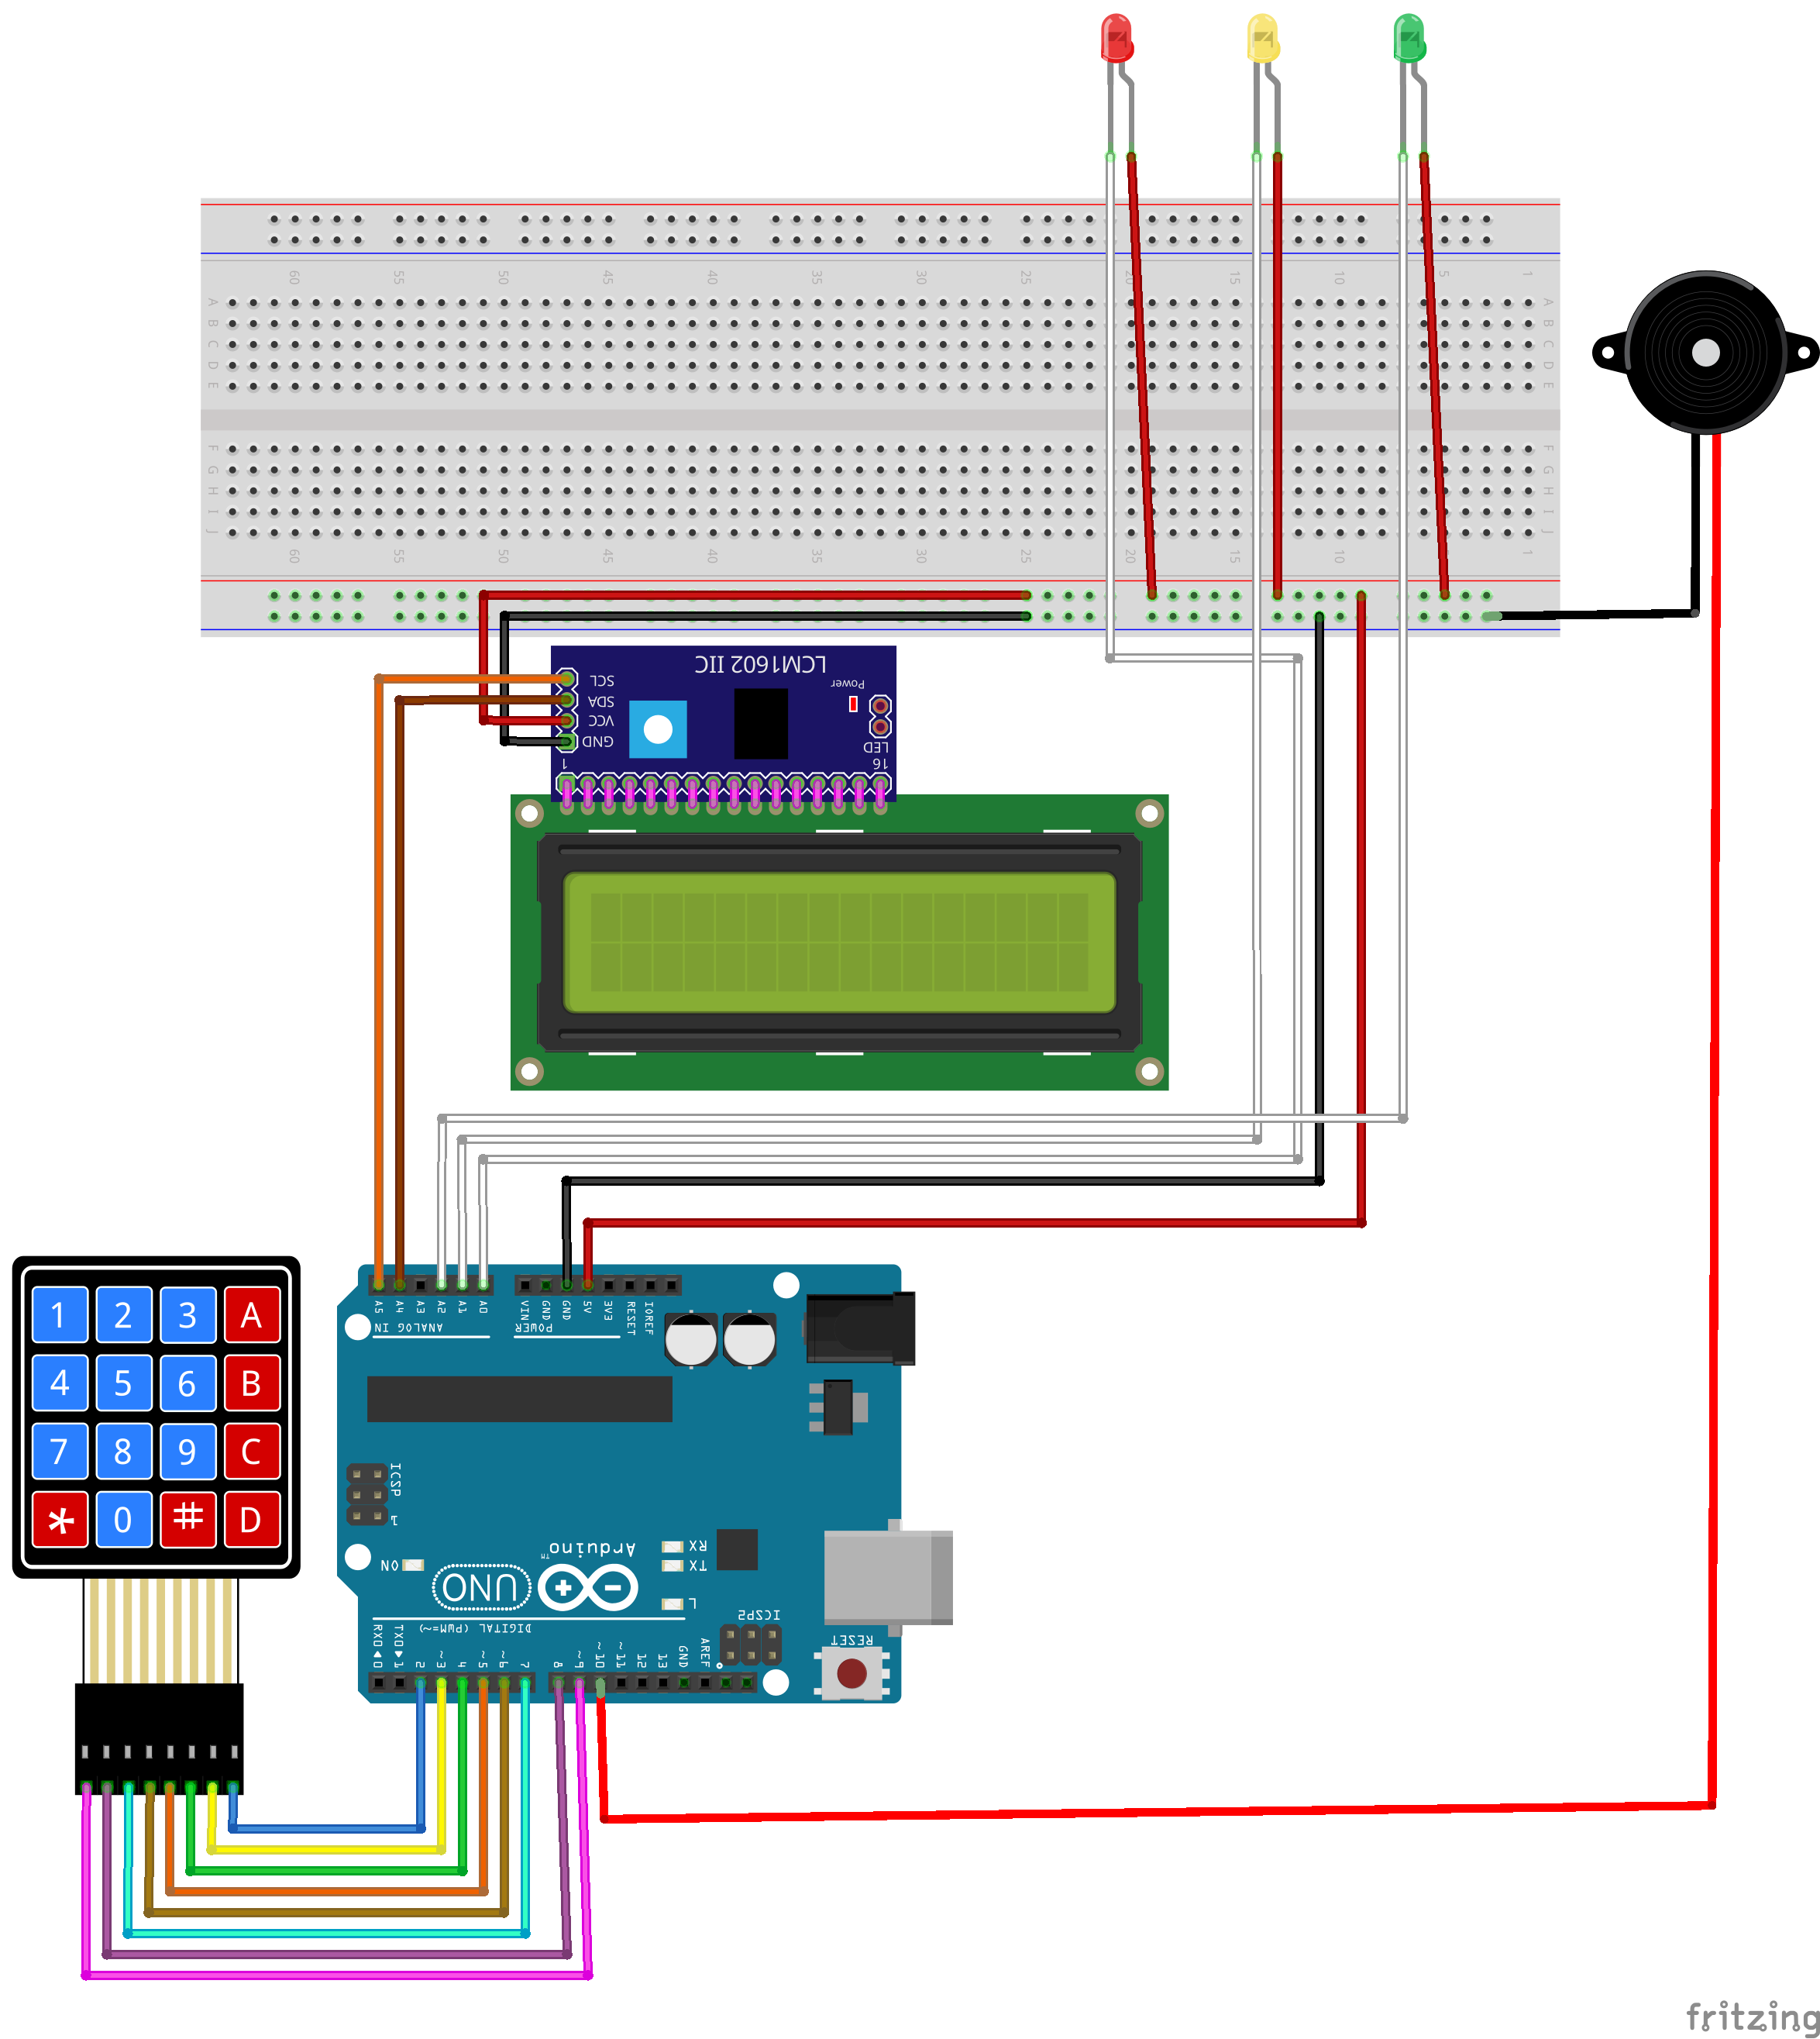 60 55 50 45 40 35 30 25 20 15 10 5 1
A A
B B
C C
D D
E E
F F
G G
H H
I I
J J
60 55 50 45 40 35 30 25 20 15 10 1
LCM1602 IIC
SCL
SDA
VCC
GND
Power
LED
1 16
A5 A4 A3 A2 A1 A0 VIN GND GND 5V 3V3 RESET IOREF
ANALOG IN POWER
1 2 3 A
4 5 6 B
7 8 9 C
* 0 # D
ICSP
1
ON
UNO
Arduino
TM
RX
TX
L
ICSP2
RESET
DIGITAL (PWM=~)
RX0 0 TX0 1 2 ~3 4 ~5 ~6 7 8 ~9 ~10 ~11 12 13 GND AREF
fritzing